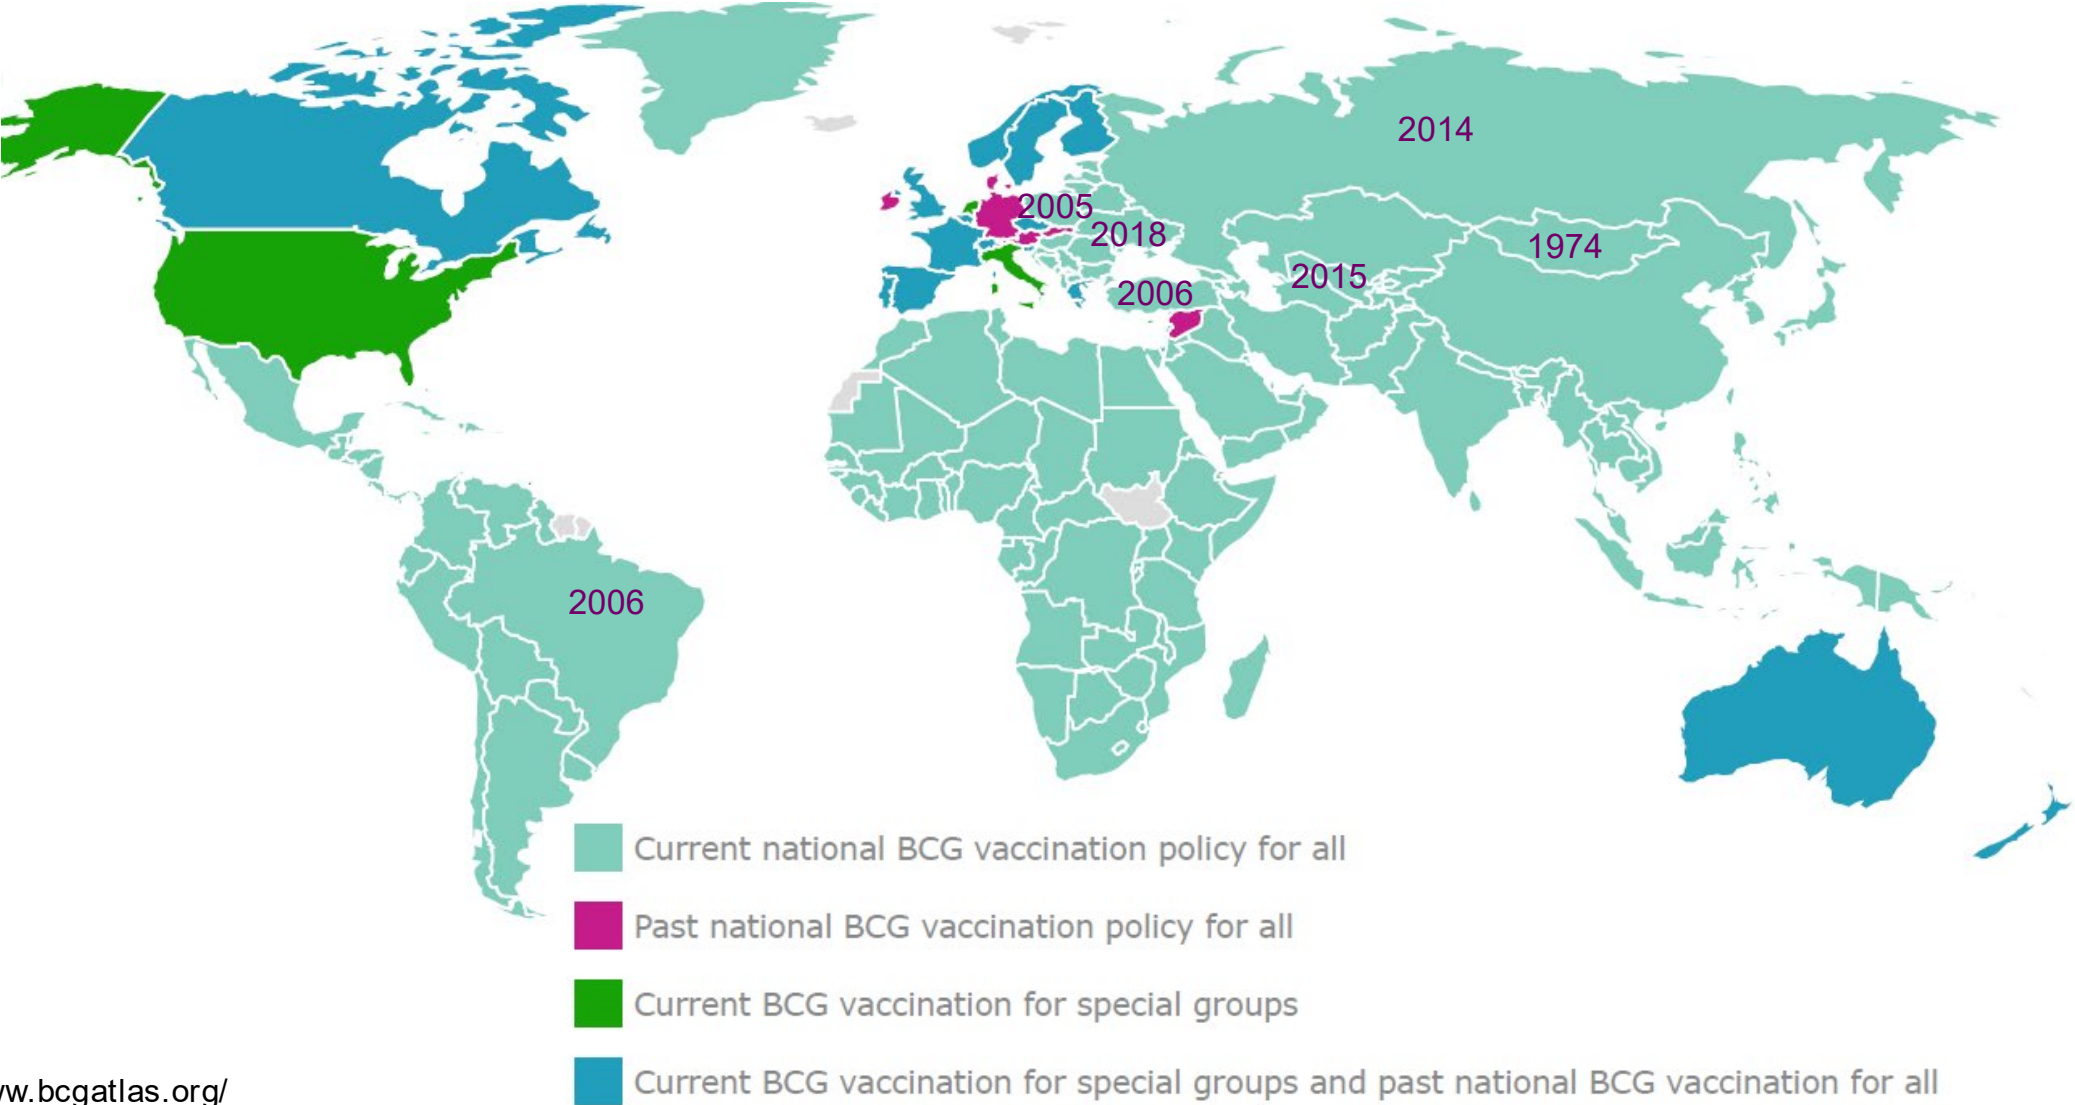 2014
2005
2018
1974
2015
2006
2006
Current national BCG vaccination policy for all
Past national BCG vaccination policy for all
Current BCG vaccination for special groups
Current BCG vaccination for special groups and past national BCG vaccination for all
w.bcgatlas.org/